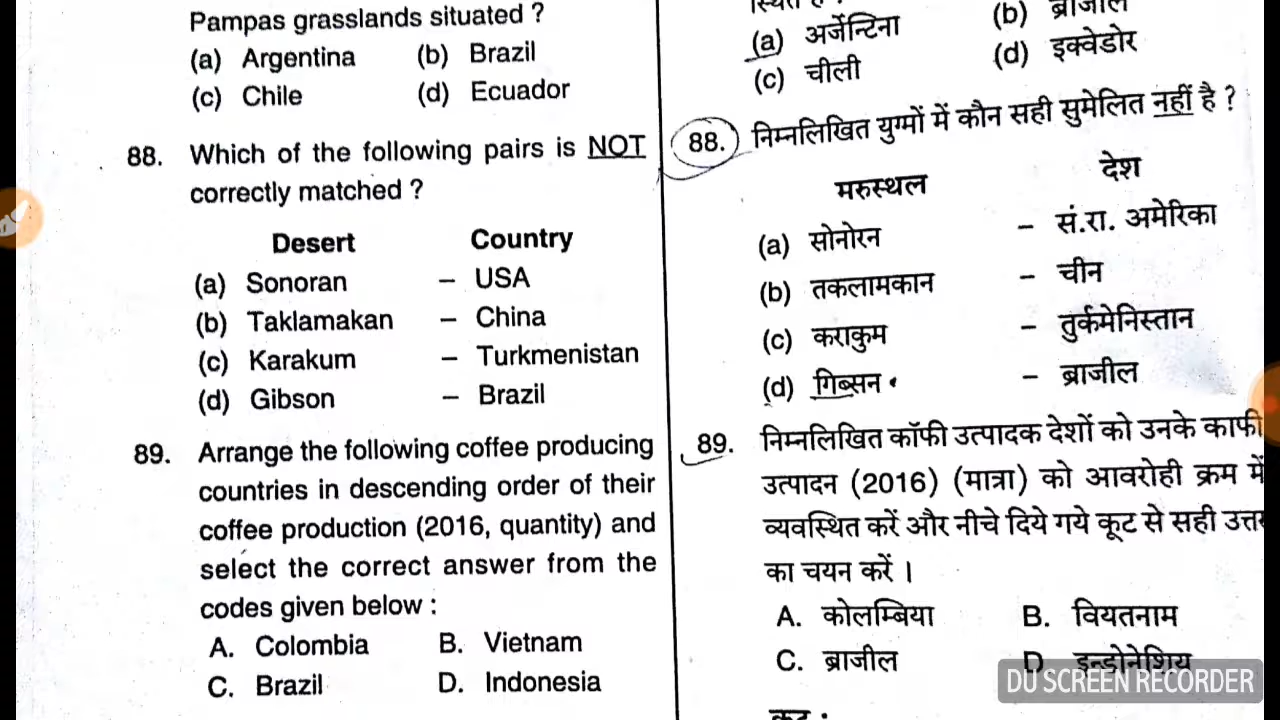 Pampas grasslands situated ?
(a) Argentina (b) Brazil
(c) Chile (d) Ecuador
88. Which of the following pairs is NOT
correctly matched ?
Desert Country
(a) Sonoran – USA
(b) Taklamakan – China
(c) Karakum – Turkmenistan
(d) Gibson – Brazil
89. Arrange the following coffee producing
countries in descending order of their
coffee production (2016, quantity) and
select the correct answer from the
codes given below :
A. Colombia B. Vietnam
C. Brazil D. Indonesia
(b) ब्राजील
(a) अर्जेन्टिना
(c) चीली (d) इक्वेडोर
88. निम्नलिखित युग्मों में कौन सही सुमेलित नहीं है ?
मरुस्थल देश
(a) सोनोरन – सं.रा. अमेरिका
(b) तकलामकान – चीन
(c) कराकुम – तुर्कमेनिस्तान
(d) गिब्सन – ब्राजील
89. निम्नलिखित कॉफी उत्पादक देशों को उनके काफी
उत्पादन (2016) (मात्रा) को आवरोही क्रम में
व्यवस्थित करें और नीचे दिये गये कूट से सही उत्तर
का चयन करें ।
A. कोलम्बिया B. वियतनाम
C. ब्राजील D. इन्डोनेशिय
DU SCREEN RECORDER